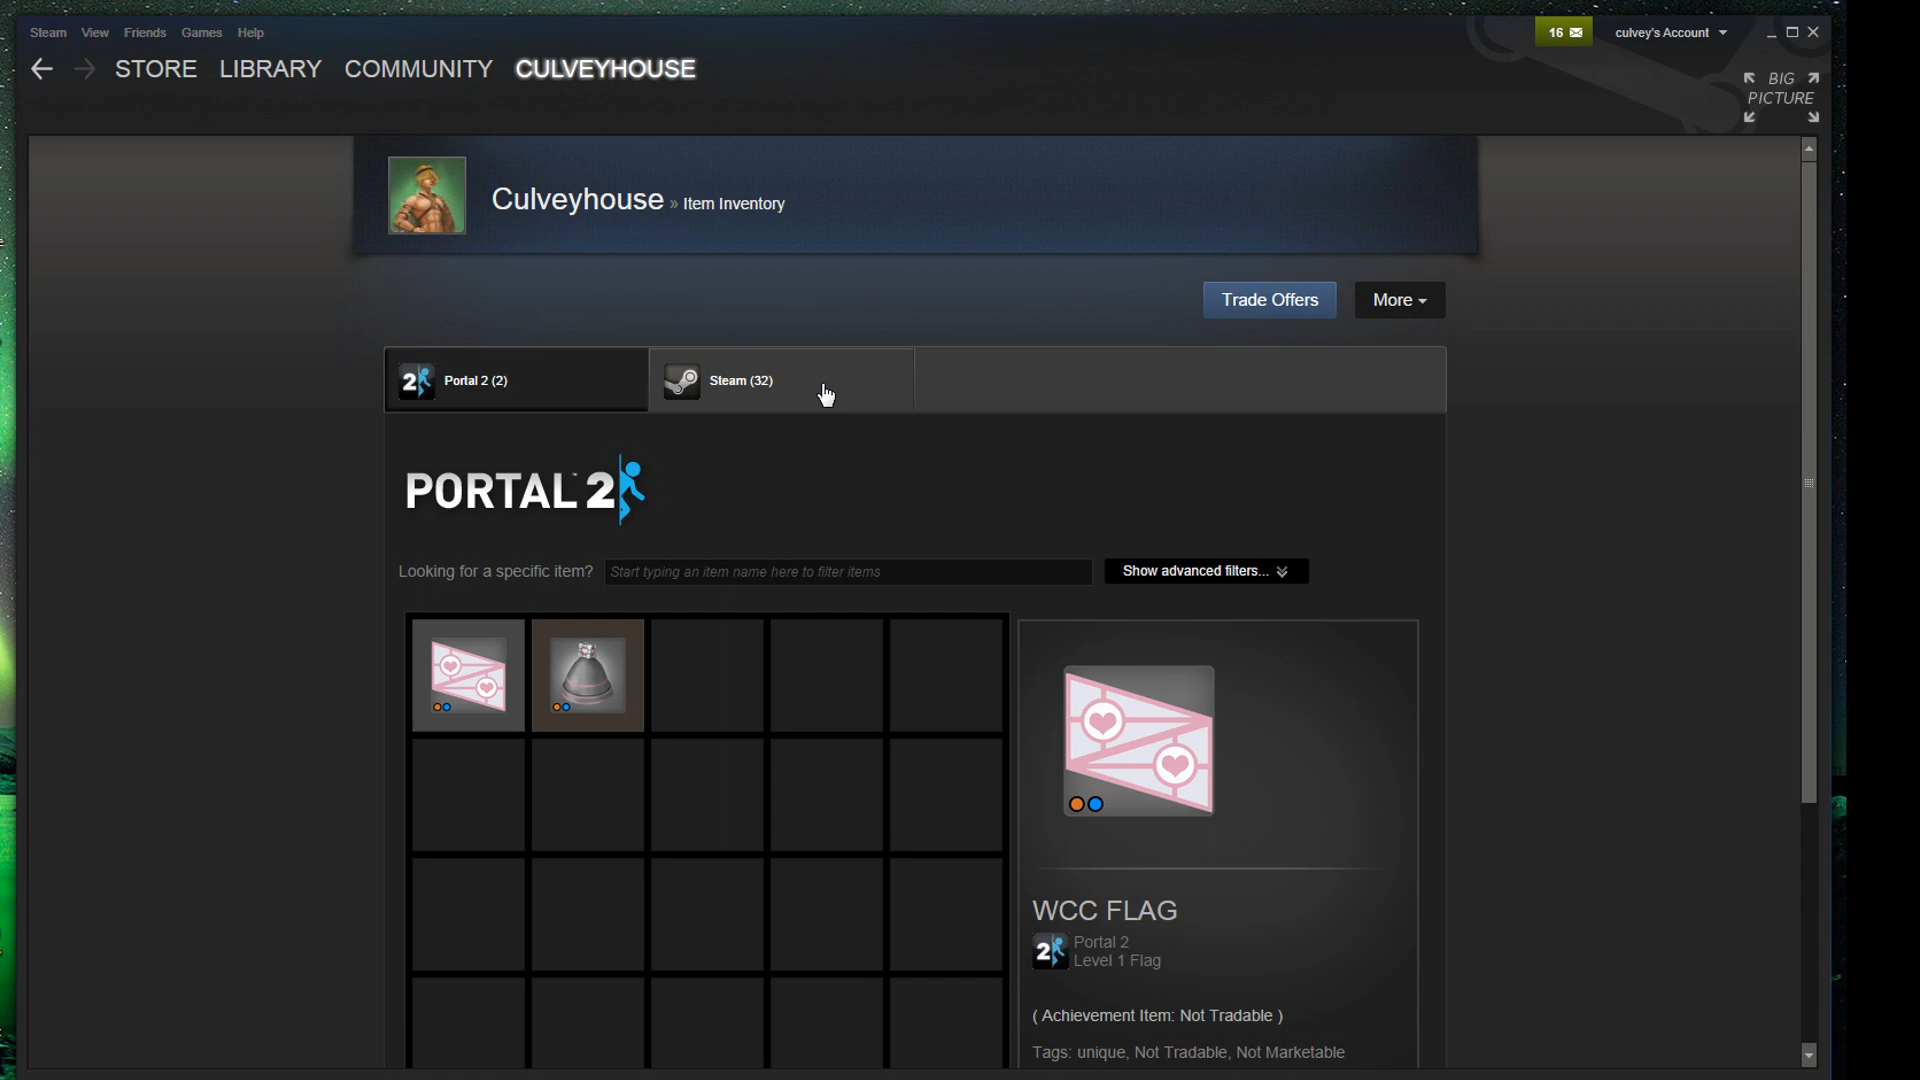 Steam View Friends Games Help
16
culvey's Account
STORE LIBRARY COMMUNITY CULVEYHOUSE
BIG
PICTURE
Culveyhouse » Item Inventory
Trade Offers
More
2 Portal 2 (2)
Steam (32)
PORTAL 2
Looking for a specific item?
Start typing an item name here to filter items
Show advanced filters...
WCC FLAG
2
Portal 2
Level 1 Flag
( Achievement Item: Not Tradable )
Tags: unique, Not Tradable, Not Marketable